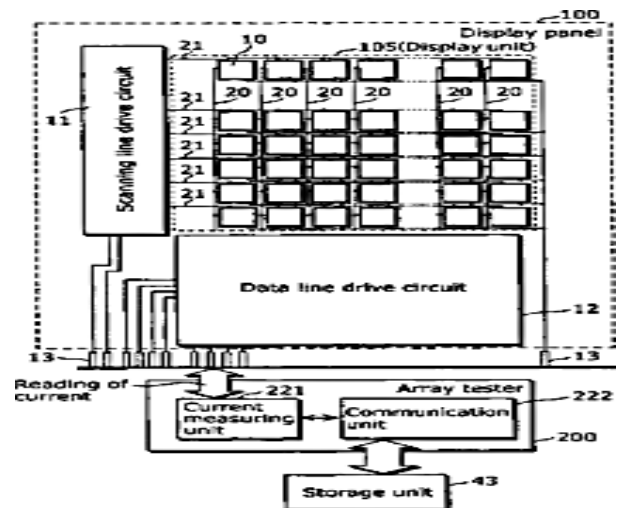 100
Display panel
21 10 105(Display unit)
11
Scanning line drive circuit
21 20 20 20 20 20 20
21
21
21
21
Data line drive circuit
12
13 13
Reading of current
Array tester
221
222
Current measuring unit
Communication unit
200
Storage unit
43